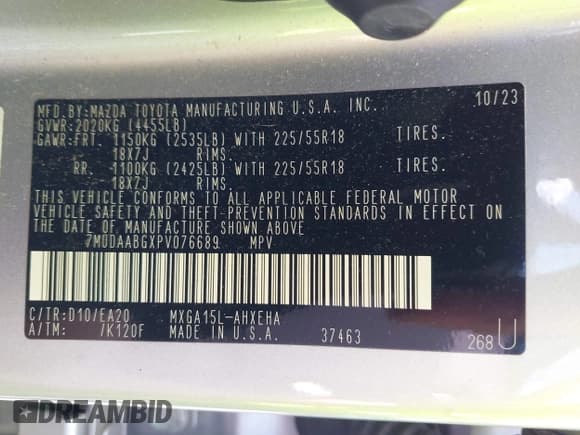 MFD.BY:MAZDA TOYOTA MANUFACTURING U.S.A. INC. 10/23
GVWR:2020KG (4455LB)
GAWR:FRT. 1150KG (2535LB) WITH 225/55R18 TIRES.
18X7J RIMS.
RR. 1100KG (2425LB) WITH 225/55R18 TIRES.
18X7J RIMS.
THIS VEHICLE CONFORMS TO ALL APPLICABLE FEDERAL MOTOR
VEHICLE SAFETY AND THEFT-PREVENTION STANDARDS IN EFFECT ON
THE DATE OF MANUFACTURE SHOWN ABOVE
7MUDAABGXPV076689 MPV
C/TR:D10/EA20 MXGA15L-AHXEHA
A/TM: /K120F MADE IN U.S.A. 37463 268U
DREAMBID